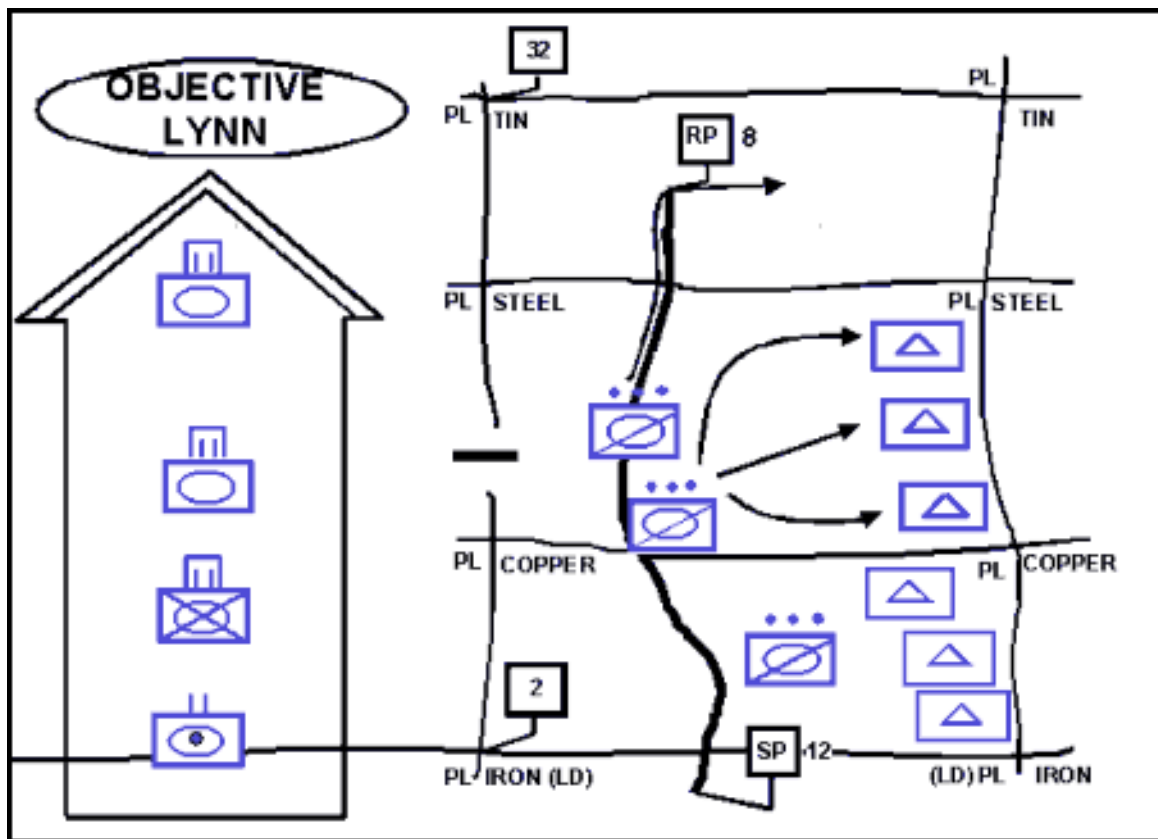 OBJECTIVE
LYNN
32
PL
PL TIN
TIN
RP 8
PL STEEL
PL STEEL
PL COPPER
PL COPPER
2
SP 12
PL IRON (LD)
(LD) PL IRON